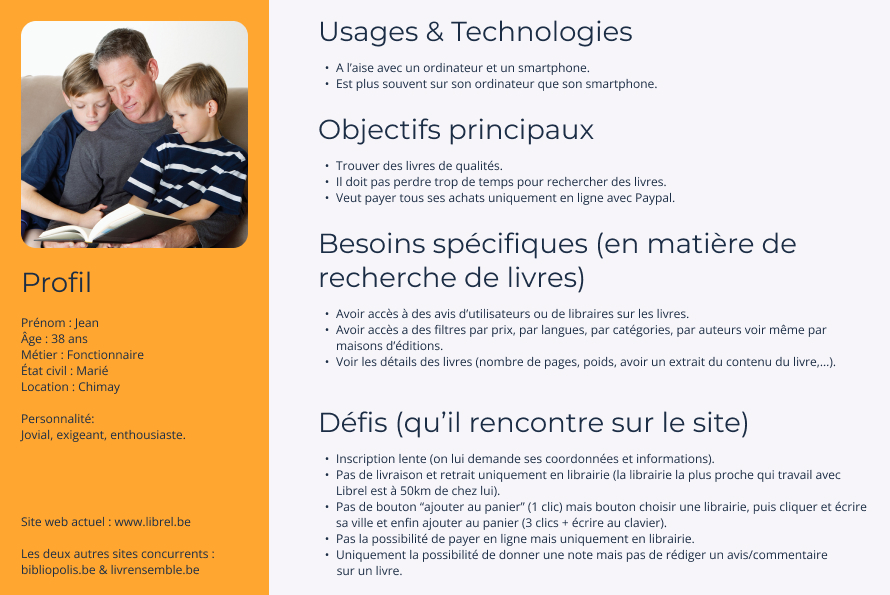 Profil
Prénom : Jean
Âge : 38 ans
Métier : Fonctionnaire
État civil : Marié
Location : Chimay
Personnalité:
Jovial, exigeant, enthousiaste.
Site web actuel : www.librel.be
Les deux autres sites concurrents :
bibliopolis.be & livrensemble.be
Usages & Technologies
• A l’aise avec un ordinateur et un smartphone.
• Est plus souvent sur son ordinateur que son smartphone.
Objectifs principaux
• Trouver des livres de qualités.
• Il doit pas perdre trop de temps pour rechercher des livres.
• Veut payer tous ses achats uniquement en ligne avec Paypal.
Besoins spécifiques (en matière de
recherche de livres)
• Avoir accès à des avis d’utilisateurs ou de libraires sur les livres.
• Avoir accès a des filtres par prix, par langues, par catégories, par auteurs voir même par
maisons d’éditions.
• Voir les détails des livres (nombre de pages, poids, avoir un extrait du contenu du livre,...).
Défis (qu’il rencontre sur le site)
• Inscription lente (on lui demande ses coordonnées et informations).
• Pas de livraison et retrait uniquement en librairie (la librairie la plus proche qui travail avec
Librel est à 50km de chez lui).
• Pas de bouton “ajouter au panier” (1 clic) mais bouton choisir une librairie, puis cliquer et écrire
sa ville et enfin ajouter au panier (3 clics + écrire au clavier).
• Pas la possibilité de payer en ligne mais uniquement en librairie.
• Uniquement la possibilité de donner une note mais pas de rédiger un avis/commentaire
sur un livre.